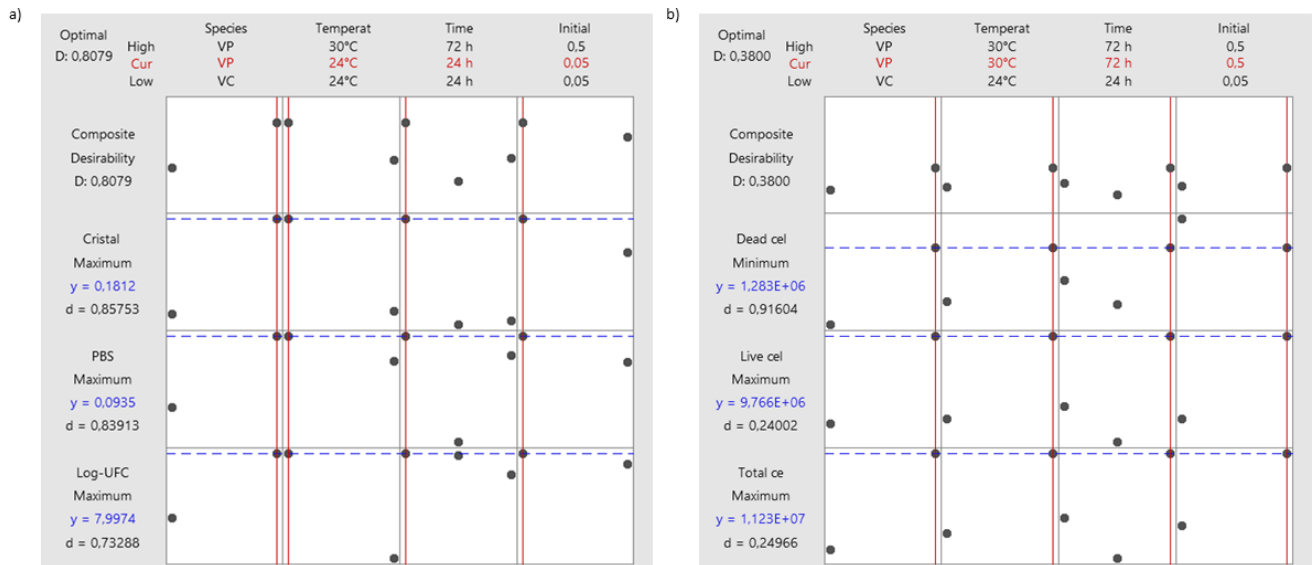 a)
Optimal
D: 0,8079
High
Cur
Low
Species
VP
VP
VC
Temperat
30°C
24°C
24°C
Time
72 h
24 h
24 h
Initial
0,5
0,05
0,05
Composite
Desirability
D: 0,8079
Cristal
Maximum
y = 0,1812
d = 0,85753
PBS
Maximum
y = 0,0935
d = 0,83913
Log-UFC
Maximum
y = 7,9974
d = 0,73288
b)
Optimal
D: 0,3800
High
Cur
Low
Species
VP
VP
VC
Temperat
30°C
30°C
24°C
Time
72 h
72 h
24 h
Initial
0,5
0,5
0,05
Composite
Desirability
D: 0,3800
Dead cel
Minimum
y = 1,283E+06
d = 0,91604
Live cel
Maximum
y = 9,766E+06
d = 0,24002
Total ce
Maximum
y = 1,123E+07
d = 0,24966